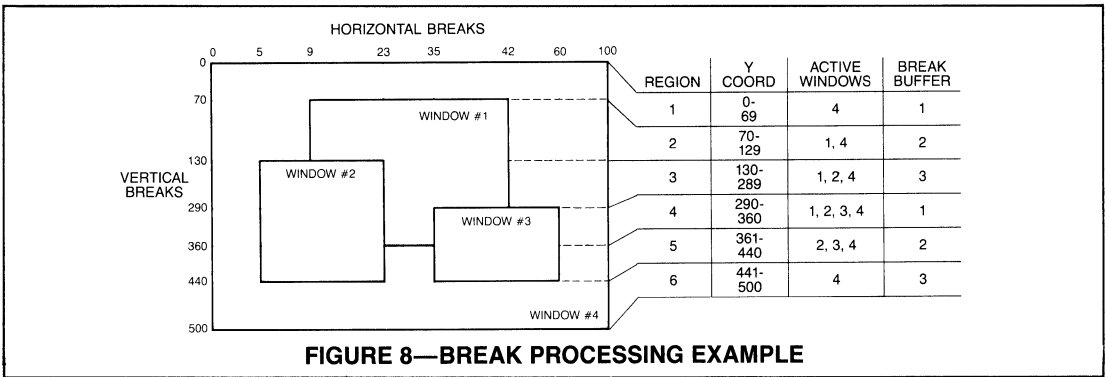 HORIZONTAL BREAKS
0 5 9 23 35 42 60 100
VERTICAL BREAKS
0
70
130
290
360
440
500
WINDOW #1
WINDOW #2
WINDOW #3
WINDOW #4
REGION Y COORD ACTIVE WINDOWS BREAK BUFFER
1 0-69 4 1
2 70-129 1, 4 2
3 130-289 1, 2, 4 3
4 290-360 1, 2, 3, 4 1
5 361-440 2, 3, 4 2
6 441-500 4 3
FIGURE 8—BREAK PROCESSING EXAMPLE